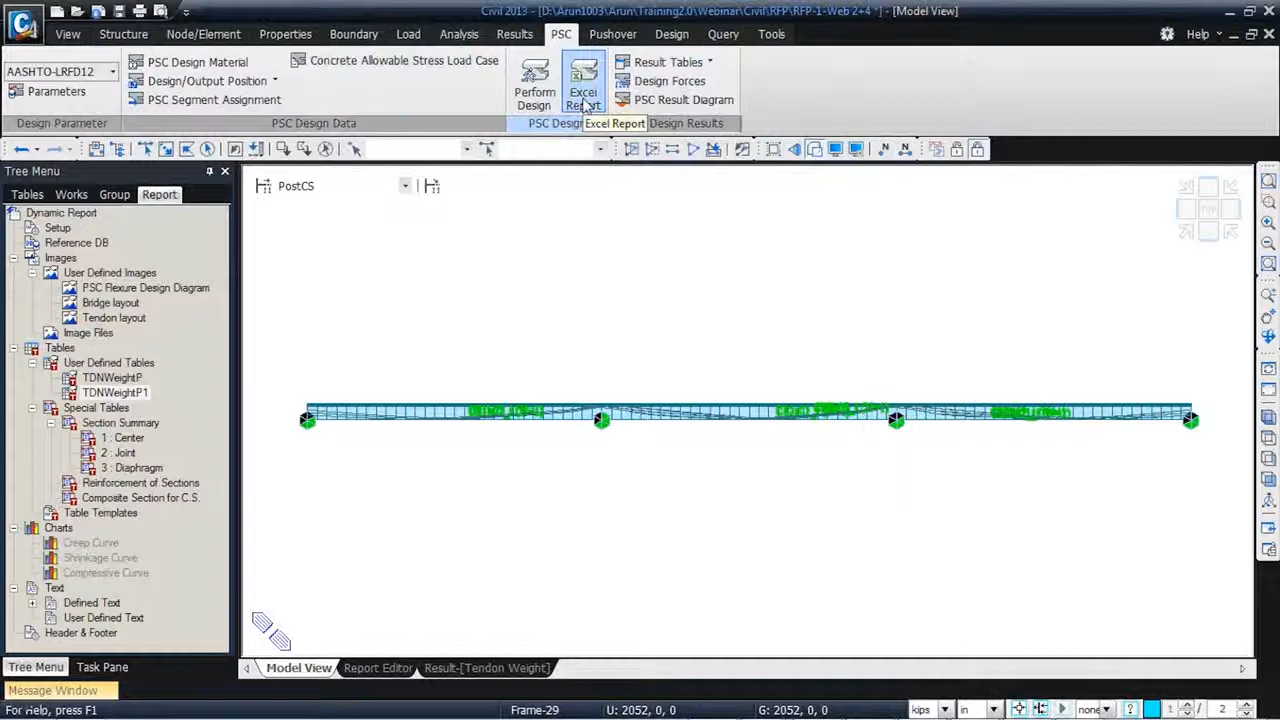 Civil 2013 - [D:\Arun1003\Arun\Training2.0\Webinar\Civil\RFP\RFP-1-Web 2+4 *] - [Model View]
View Structure Node/Element Properties Boundary Load Analysis Results PSC Pushover Design Query Tools Help
AASHTO-LRFD12
Parameters
Design Parameter
PSC Design Material
Design/Output Position
PSC Segment Assignment
Concrete Allowable Stress Load Case
PSC Design Data
Perform Design
Excel Report
PSC Design
Excel Report
Result Tables
Design Forces
PSC Result Diagram
Design Results
Tree Menu
Tables Works Group Report
Dynamic Report
Setup
Reference DB
Images
User Defined Images
PSC Flexure Design Diagram
Bridge layout
Tendon layout
Image Files
Tables
User Defined Tables
TDNWeightP
TDNWeightP1
Special Tables
Section Summary
1 : Center
2 : Joint
3 : Diaphragm
Reinforcement of Sections
Composite Section for C.S.
Table Templates
Charts
Creep Curve
Shrinkage Curve
Compressive Curve
Text
Defined Text
User Defined Text
Header & Footer
PostCS
Tree Menu Task Pane
Model View Report Editor Result-[Tendon Weight]
Message Window
For Help, press F1
Frame-29
U: 2052, 0, 0
G: 2052, 0, 0
kips in none 1 / 2